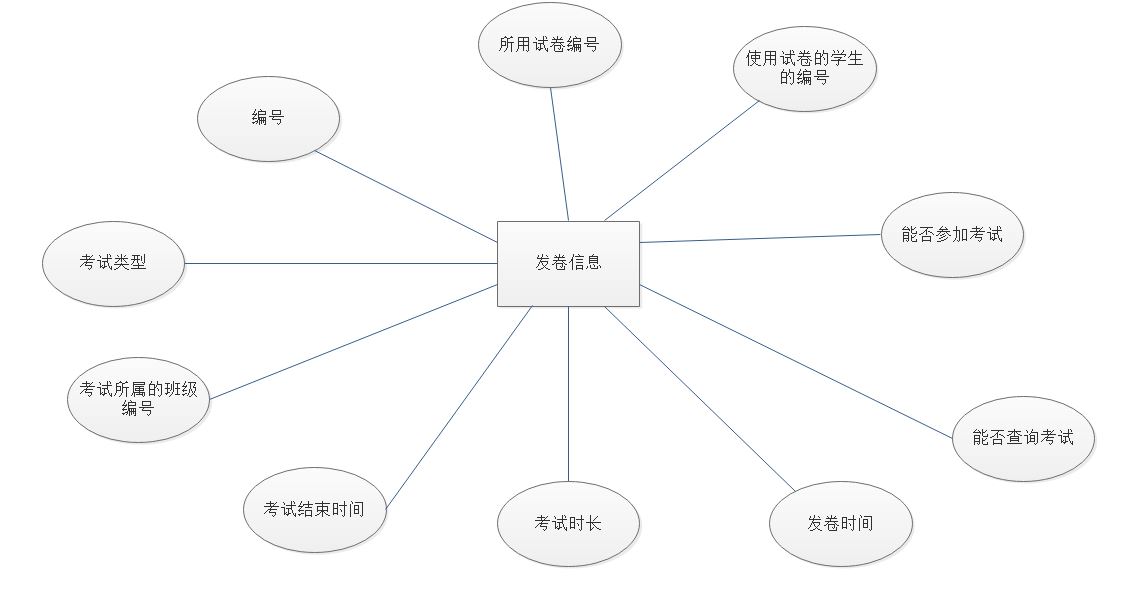 所用试卷编号
使用试卷的学生
的编号
编号
能否参加考试
考试类型
发卷信息
考试所属的班级
编号
能否查询考试
考试结束时间
考试时长
发卷时间